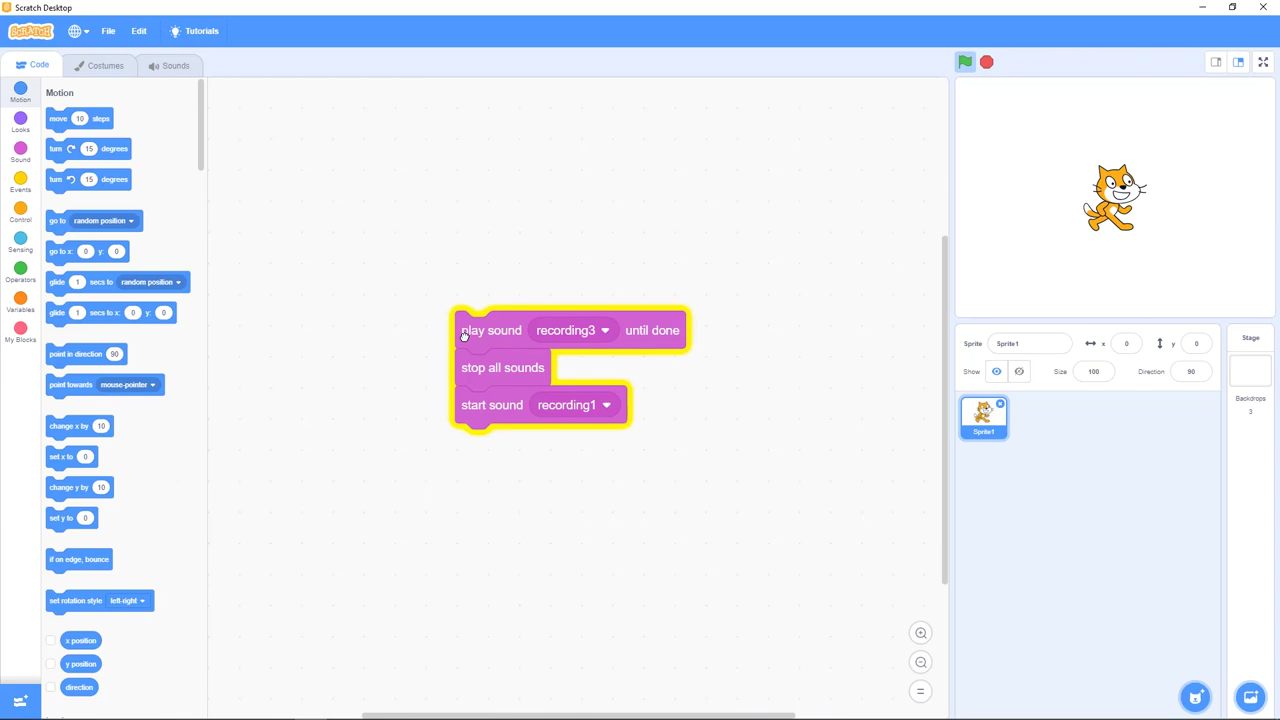 Scratch Desktop
SCRATCH File Edit Tutorials
Code Costumes Sounds
Motion
Looks
Sound
Events
Control
Sensing
Operators
Variables
My Blocks
Motion
move 10 steps
turn 15 degrees
turn 15 degrees
go to random position
go to x: 0 y: 0
glide 1 secs to random position
glide 1 secs to x: 0 y: 0
point in direction 90
point towards mouse-pointer
change x by 10
set x to 0
change y by 10
set y to 0
if on edge, bounce
set rotation style left-right
x position
y position
direction
play sound recording3 until done
stop all sounds
start sound recording1
Sprite Sprite1 x 0 y 0
Show Size 100 Direction 90
Sprite1
Stage
Backdrops
3